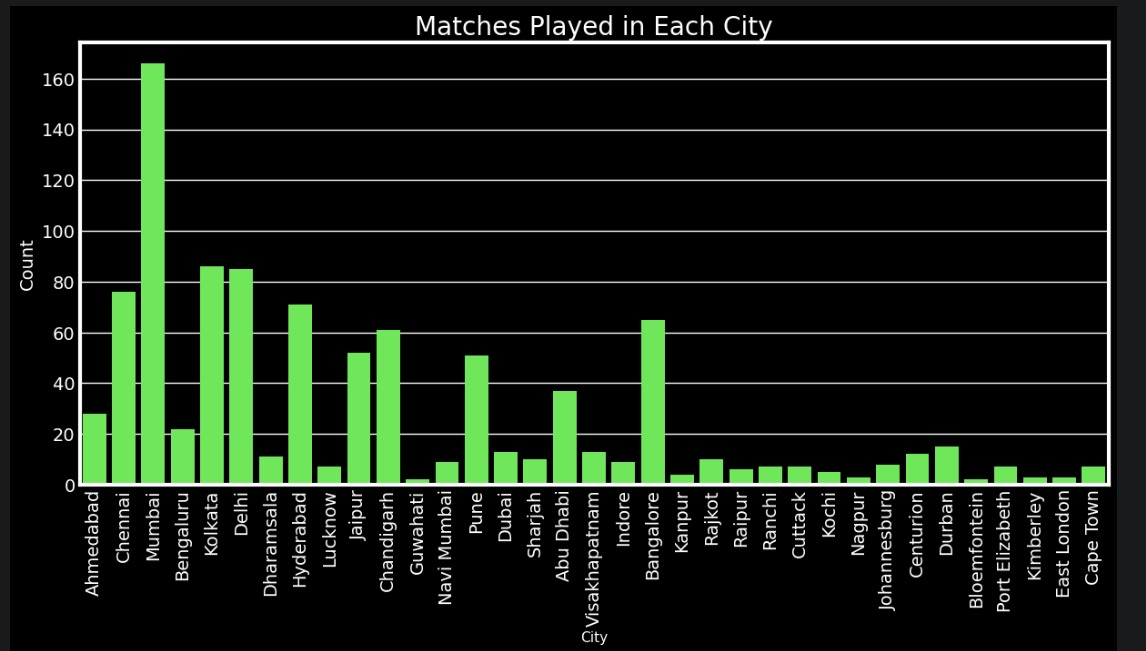 Matches Played in Each City
160
140
120
100
80
60
40
20
0
Count
Ahmedabad
Chennai
Mumbai
Bengaluru
Kolkata
Delhi
Dharamsala
Hyderabad
Lucknow
Jaipur
Chandigarh
Guwahati
Navi Mumbai
Pune
Dubai
Sharjah
Abu Dhabi
Visakhapatnam
Indore
Bangalore
Kanpur
Rajkot
Raipur
Ranchi
Cuttack
Kochi
Nagpur
Johannesburg
Centurion
Durban
Bloemfontein
Port Elizabeth
Kimberley
East London
Cape Town
City